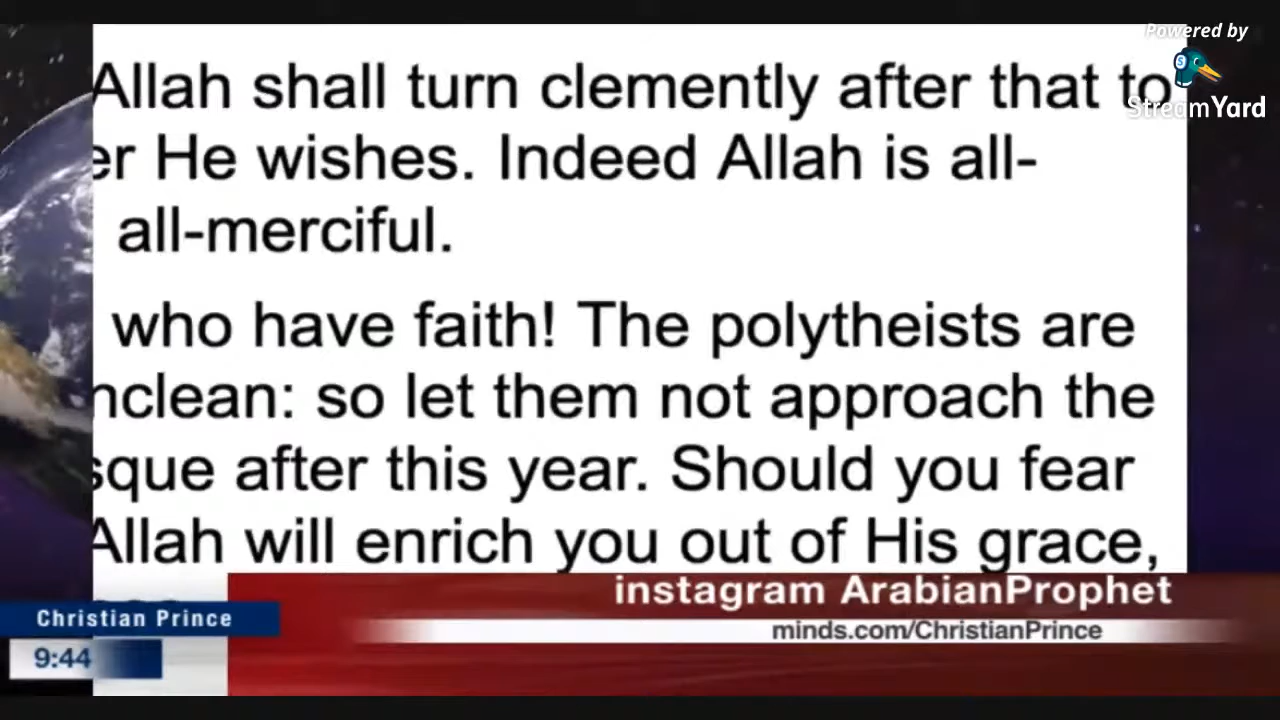 Powered by
StreamYard
Allah shall turn clemently after that to
er He wishes. Indeed Allah is all-
all-merciful.
who have faith! The polytheists are
nclean: so let them not approach the
sque after this year. Should you fear
Allah will enrich you out of His grace,
instagram ArabianProphet
Christian Prince
minds.com/ChristianPrince
9:44